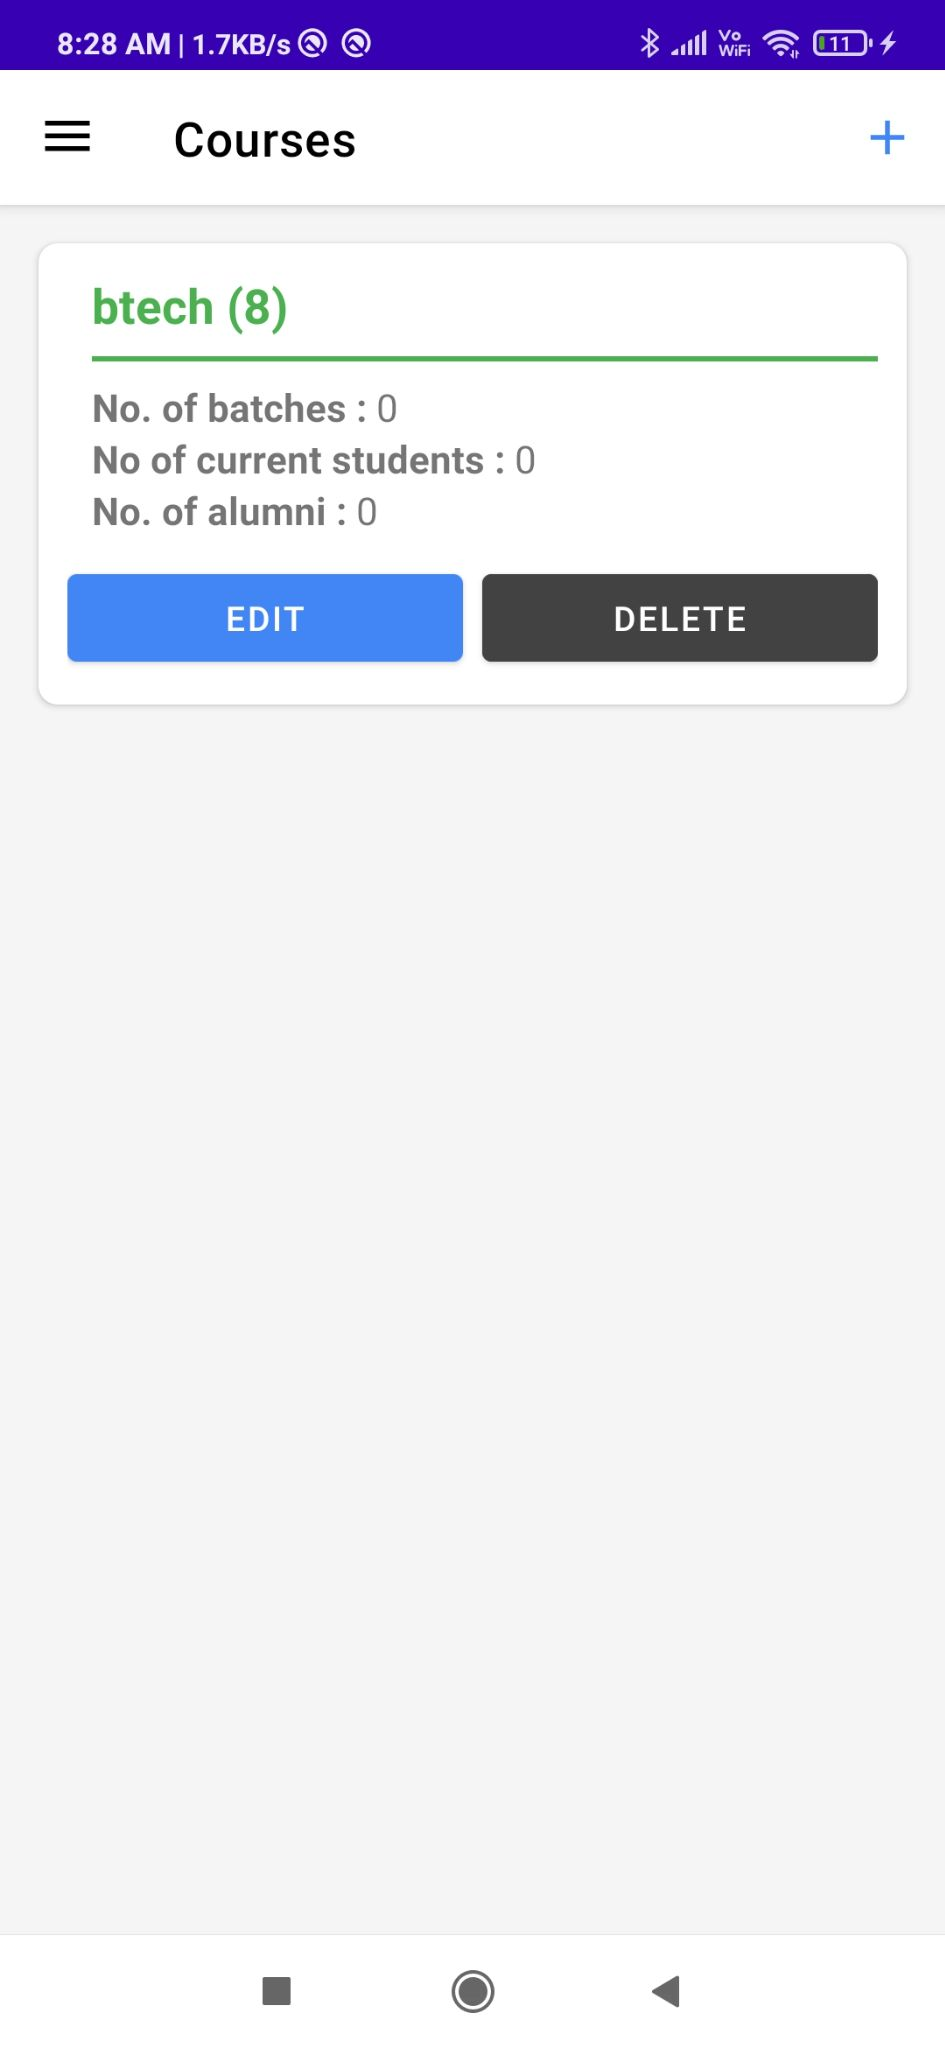 8:28 AM | 1.7KB/s
Vo
WiFi
11
Courses
+
btech (8)
No. of batches : 0
No of current students : 0
No. of alumni : 0
EDIT
DELETE